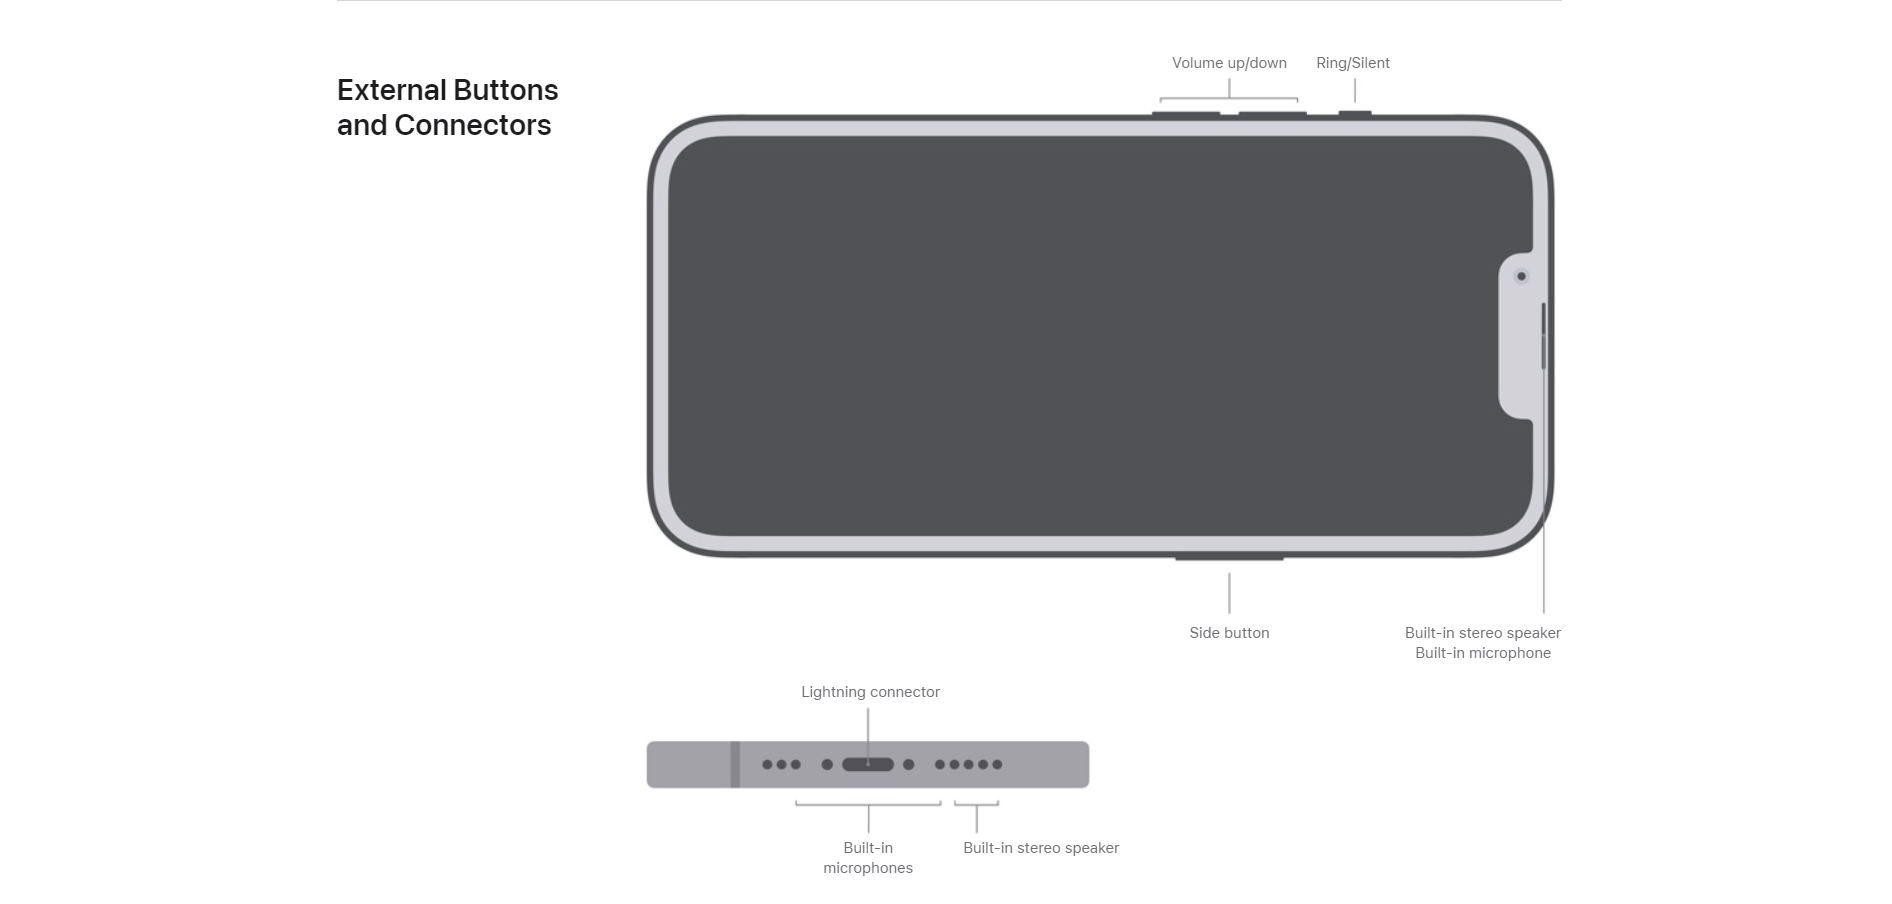 External Buttons
and Connectors
Volume up/down
Ring/Silent
Side button
Built-in stereo speaker
Built-in microphone
Lightning connector
Built-in
microphones
Built-in stereo speaker